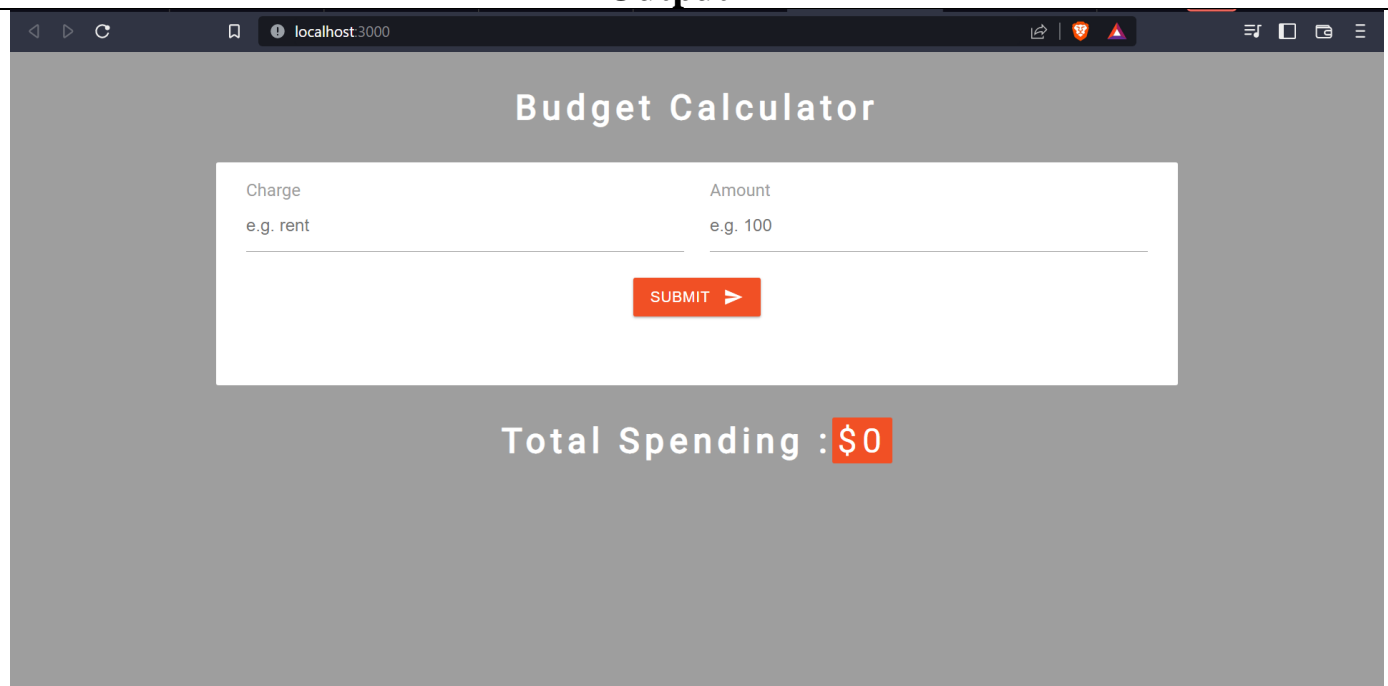 localhost:3000
Budget Calculator
Charge Amount
e.g. rent e.g. 100
SUBMIT
Total Spending :$0